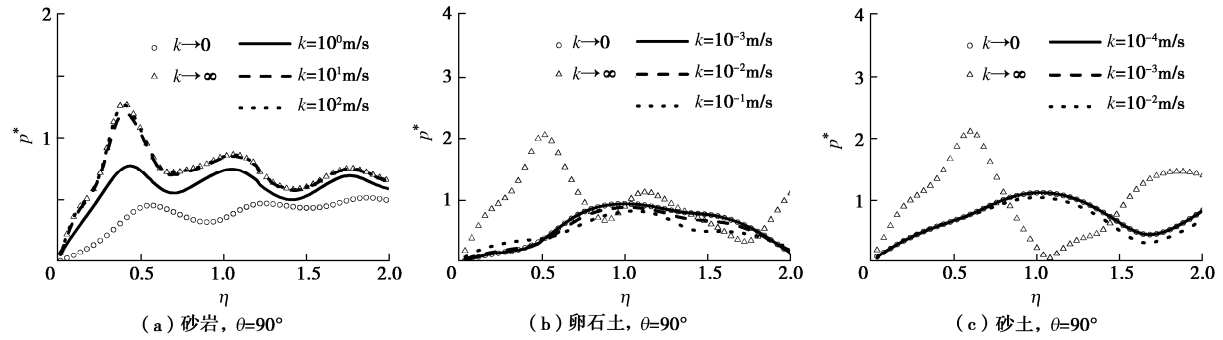 2
1
p*
k→0
k→∞
k=10⁰m/s
k=10¹m/s
k=10²m/s
0 0.5 1.0 1.5 2.0
η
(a)砂岩, θ=90°
4
3
2
1
0
p*
k→0
k→∞
k=10⁻³m/s
k=10⁻²m/s
k=10⁻¹m/s
0.5 1.0 1.5 2.0
η
(b)卵石土, θ=90°
4
3
2
1
0
p*
k→0
k→∞
k=10⁻⁴m/s
k=10⁻³m/s
k=10⁻²m/s
0.5 1.0 1.5 2.0
η
(c)砂土, θ=90°